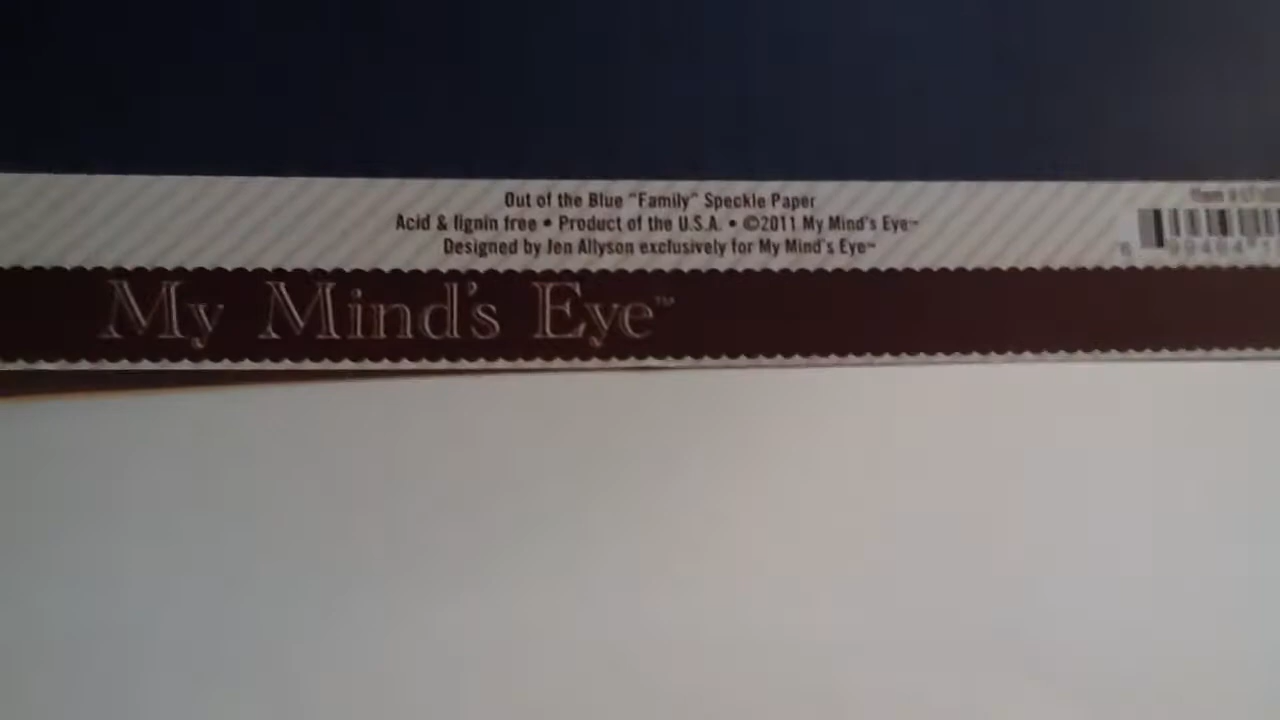 Out of the Blue "Family" Speckle Paper
Acid & lignin free • Product of the U.S.A. • ©2011 My Mind's Eye™
Designed by Jen Allyson exclusively for My Mind's Eye™
My Mind's Eye™